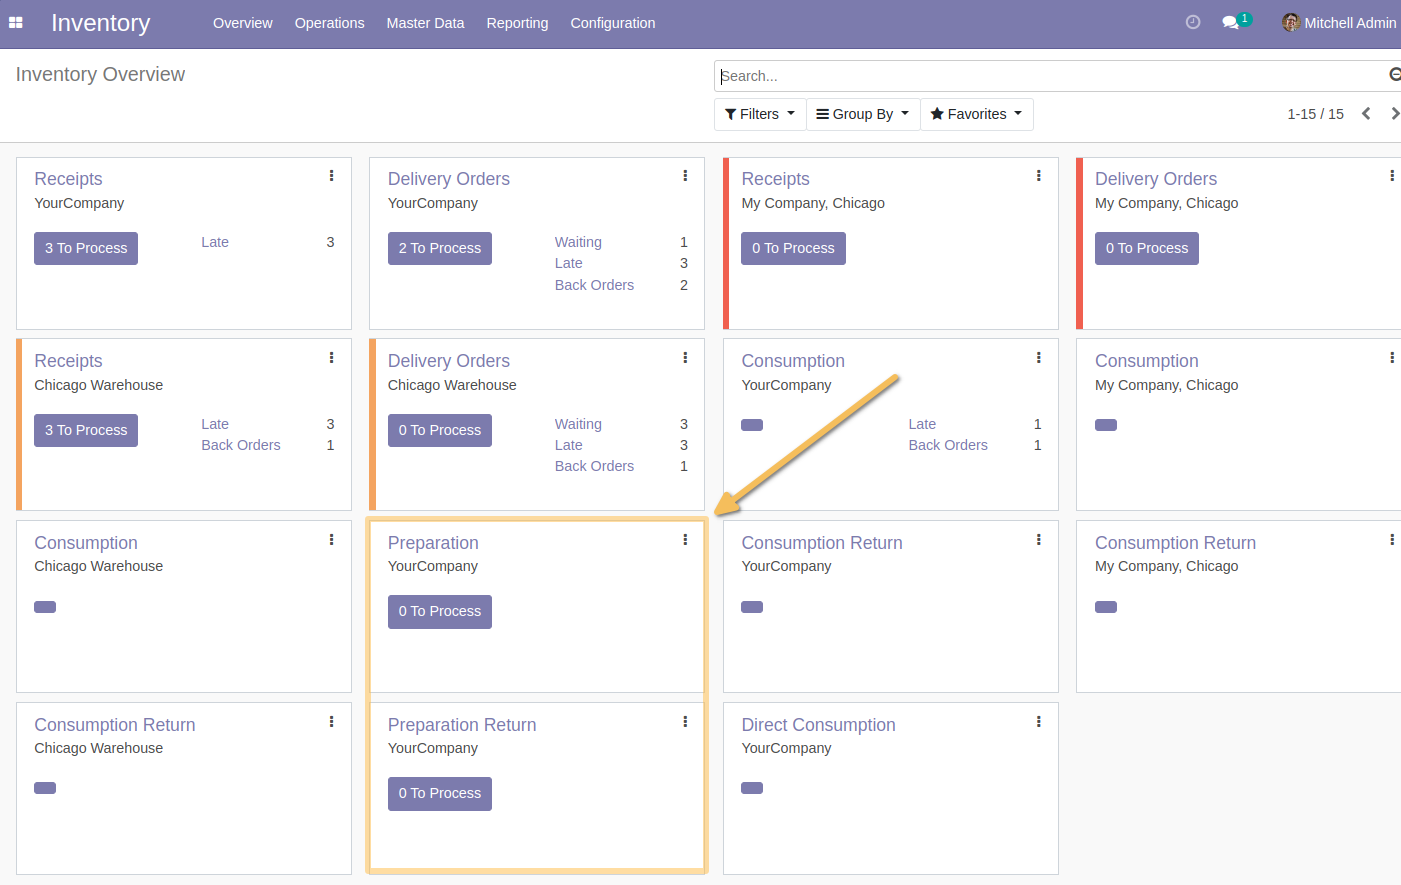 Inventory Overview Operations Master Data Reporting Configuration 1 Mitchell Admin
Inventory Overview
Search...
Filters Group By Favorites 1-15 / 15
Receipts
YourCompany
3 To Process
Late 3
Delivery Orders
YourCompany
2 To Process
Waiting 1
Late 3
Back Orders 2
Receipts
My Company, Chicago
0 To Process
Delivery Orders
My Company, Chicago
0 To Process
Receipts
Chicago Warehouse
3 To Process
Late 3
Back Orders 1
Delivery Orders
Chicago Warehouse
0 To Process
Waiting 3
Late 3
Back Orders 1
Consumption
YourCompany
Late 1
Back Orders 1
Consumption
My Company, Chicago
Consumption
Chicago Warehouse
Preparation
YourCompany
0 To Process
Consumption Return
YourCompany
Consumption Return
My Company, Chicago
Consumption Return
Chicago Warehouse
Preparation Return
YourCompany
0 To Process
Direct Consumption
YourCompany